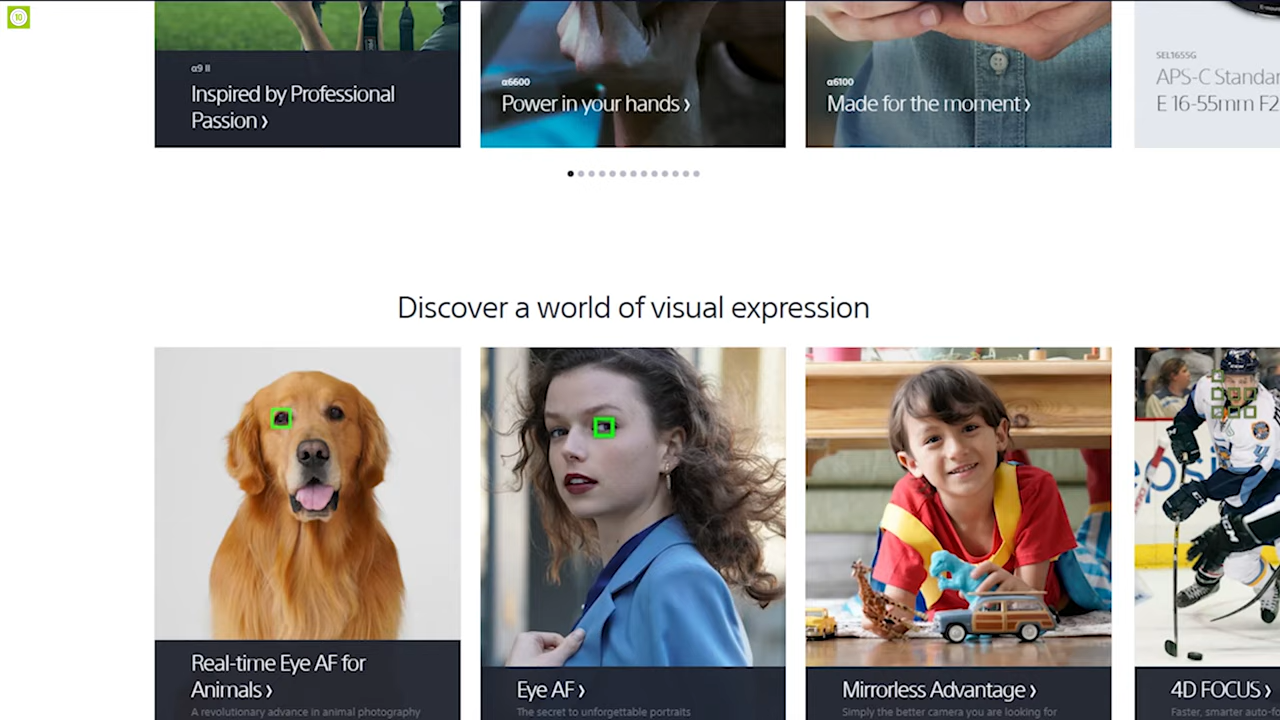 10
α9 II
Inspired by Professional
Passion ›
α6600
Power in your hands ›
α6100
Made for the moment ›
SEL1655G
APS-C Standar
E 16-55mm F2
Discover a world of visual expression
Real-time Eye AF for
Animals ›
A revolutionary advance in animal photography
Eye AF ›
The secret to unforgettable portraits
Mirrorless Advantage ›
Simply the better camera you are looking for
4D FOCUS ›
Faster, smarter auto-fo